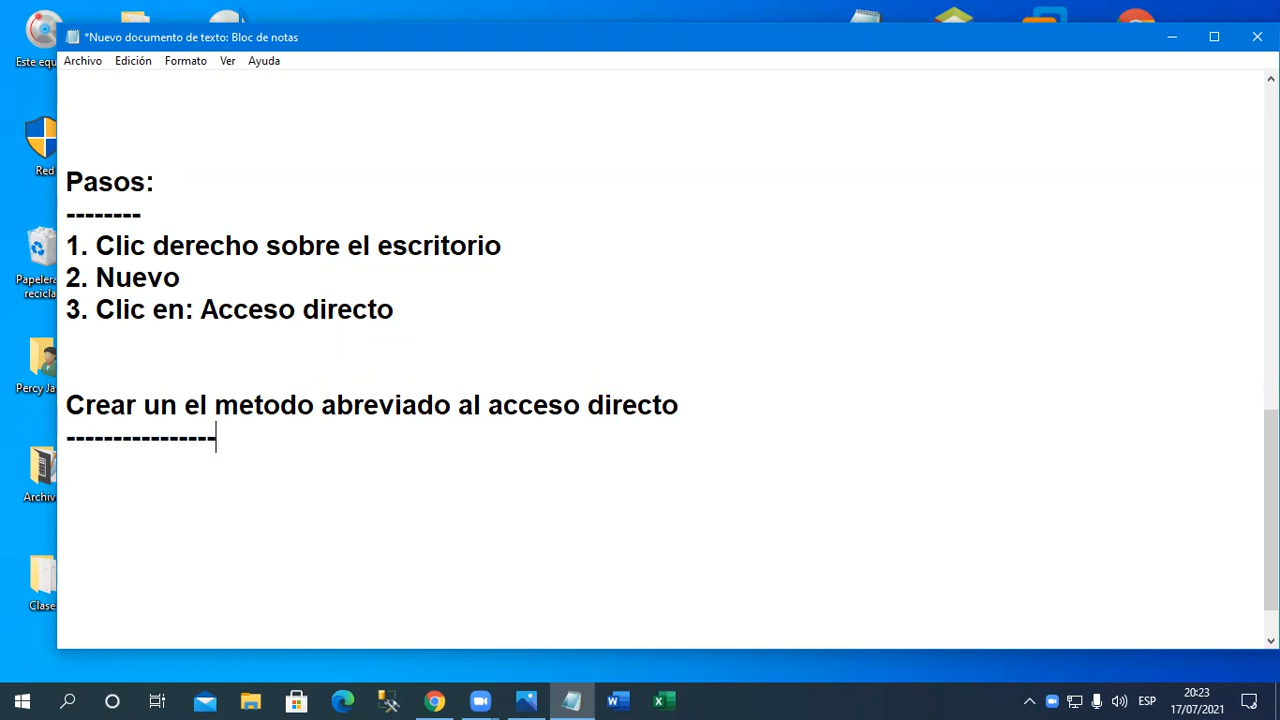 *Nuevo documento de texto: Bloc de notas
Archivo Edición Formato Ver Ayuda
Pasos:
--------
1. Clic derecho sobre el escritorio
2. Nuevo
3. Clic en: Acceso directo
Crear un el metodo abreviado al acceso directo
----------------
Este equ
Red
Papelera
recicla
Percy Ja
Archiv
Clase
W
X
ESP
20:23
17/07/2021